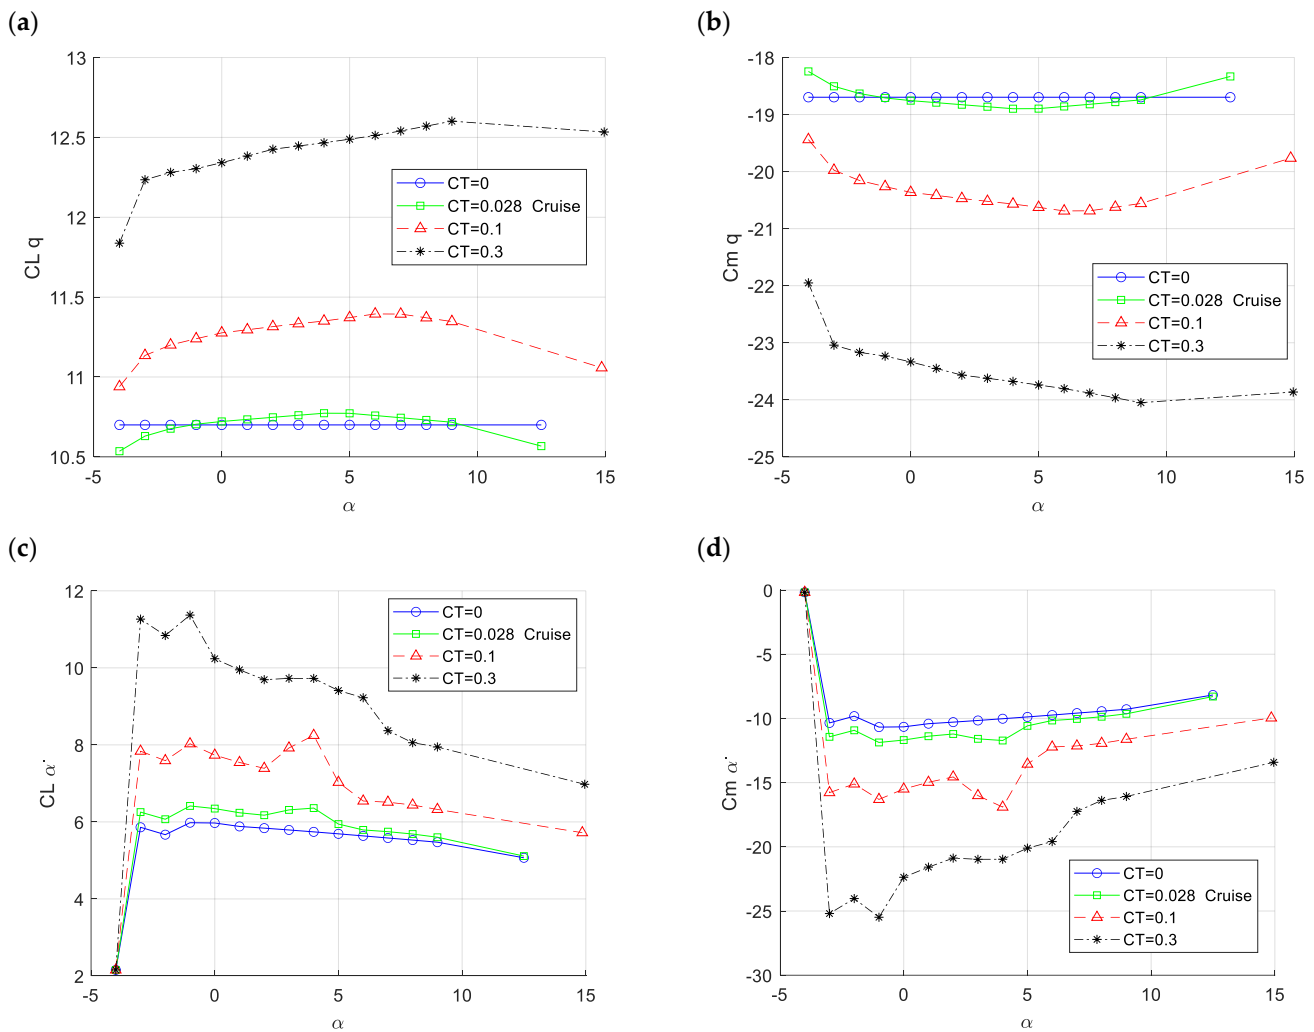 (a)
13
12.5
12
11.5
11
10.5
CL q
-5
0
5
10
15
α
CT=0
CT=0.028 Cruise
CT=0.1
CT=0.3
(b)
-18
-19
-20
-21
-22
-23
-24
-25
Cm q
-5
0
5
10
15
α
CT=0
CT=0.028 Cruise
CT=0.1
CT=0.3
(c)
12
10
8
6
4
2
CL α·
-5
0
5
10
15
α
CT=0
CT=0.028 Cruise
CT=0.1
CT=0.3
(d)
0
-5
-10
-15
-20
-25
-30
Cm α·
-5
0
5
10
15
α
CT=0
CT=0.028 Cruise
CT=0.1
CT=0.3